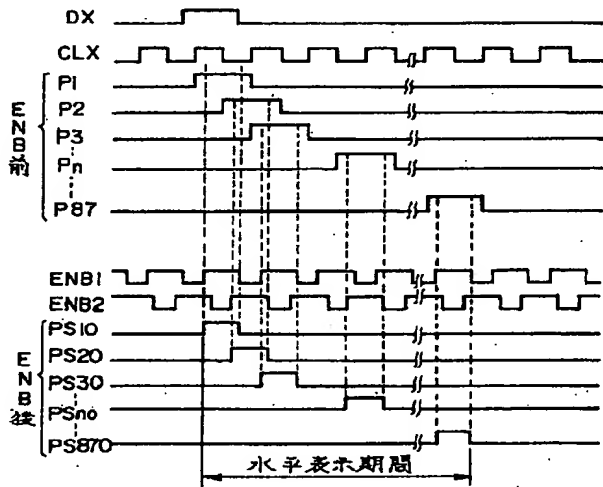 DX
CLX
ENB前
P1
P2
P3
Pn
P87
ENB1
ENB2
ENB後
PS10
PS20
PS30
PSno
PS870
水平表示期間